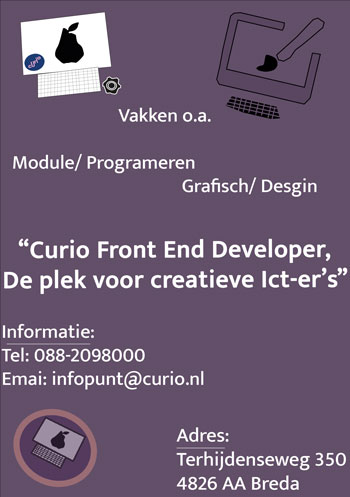 curio
Vakken o.a.
Module/ Programeren
Grafisch/ Desgin
“Curio Front End Developer,
De plek voor creatieve Ict-er’s”
Informatie:
Tel: 088-2098000
Emai: infopunt@curio.nl
Adres:
Terhijdenseweg 350
4826 AA Breda